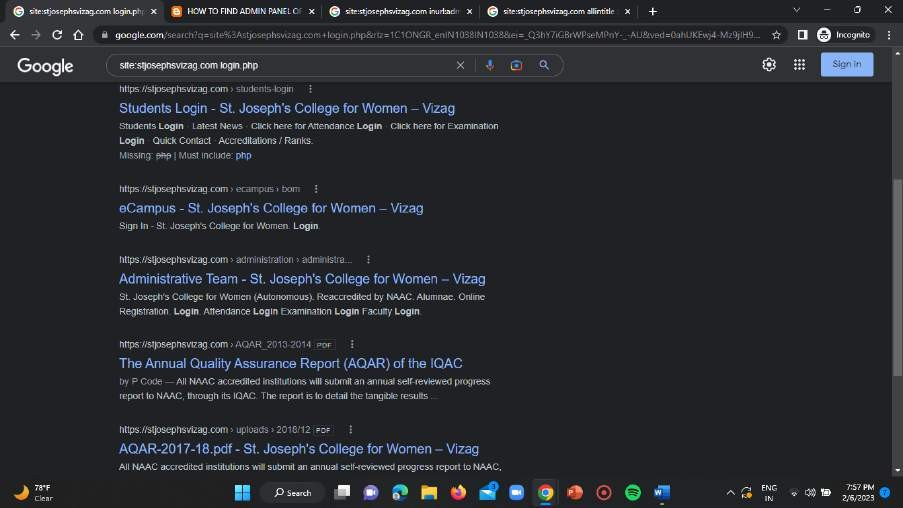 site:stjosephsvizag.com login.php
HOW TO FIND ADMIN PANEL OF
site:stjosephsvizag.com inurl:adm
site:stjosephsvizag.com allintitle
google.com/search?q=site%3Astjosephsvizag.com+login.php&rlz=1C1ONGR_enIN1038IN1038&ei=_Q3hY7iGBrWPseMPnY-_-AU&ved=0ahUKEwj4-Mz9jIH9...
Incognito
Google
site:stjosephsvizag.com login.php
Sign in
https://stjosephsvizag.com › students-login
Students Login - St. Joseph's College for Women – Vizag
Students Login · Latest News · Click here for Attendance Login · Click here for Examination
Login · Quick Contact · Accreditations / Ranks.
Missing: php | Must include: php
https://stjosephsvizag.com › ecampus › bom
eCampus - St. Joseph's College for Women – Vizag
Sign In - St. Joseph's College for Women. Login.
https://stjosephsvizag.com › administration › administra...
Administrative Team - St. Joseph's College for Women – Vizag
St. Joseph's College for Women (Autonomous). Reaccredited by NAAC. Alumnae. Online
Registration. Login. Attendance Login Examination Login Faculty Login.
https://stjosephsvizag.com › AQAR_2013-2014 PDF
The Annual Quality Assurance Report (AQAR) of the IQAC
by P Code — All NAAC accredited institutions will submit an annual self-reviewed progress
report to NAAC, through its IQAC. The report is to detail the tangible results ...
https://stjosephsvizag.com › uploads › 2018/12 PDF
AQAR-2017-18.pdf - St. Joseph's College for Women – Vizag
All NAAC accredited institutions will submit an annual self-reviewed progress report to NAAC,
78°F
Clear
Search
3
ENG
IN
7:57 PM
2/6/2023
7